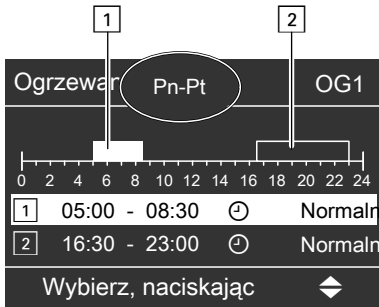 1 2
Ogrzewan Pn-Pt OG1
0 2 4 6 8 10 12 14 16 18 20 22 24
1 05:00 - 08:30 Normaln
2 16:30 - 23:00 Normaln
Wybierz, naciskając